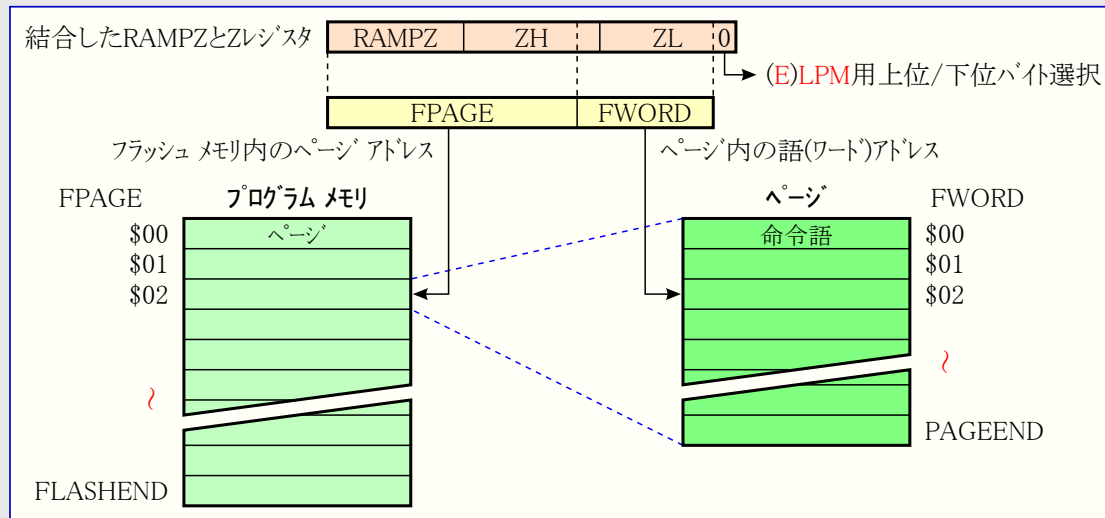 結合したRAMPZとZレジスタ RAMPZ ZH ZL 0
(E)LPM用上位/下位バイト選択
FPAGE FWORD
フラッシュ メモリ内のページ アドレス ページ内の語(ワード)アドレス
FPAGE プログラム メモリ ページ FWORD
$00 ページ 命令語 $00
$01 $01
$02 $02
~ ~
PAGEEND
FLASHEND